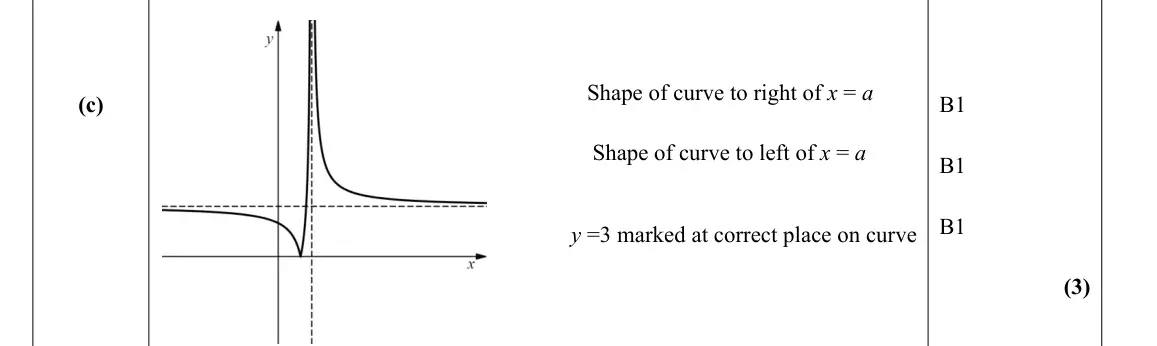 y
Shape of curve to right of x = a
B1
(c)
Shape of curve to left of x = a
B1
y =3 marked at correct place on curve
B1
x
(3)